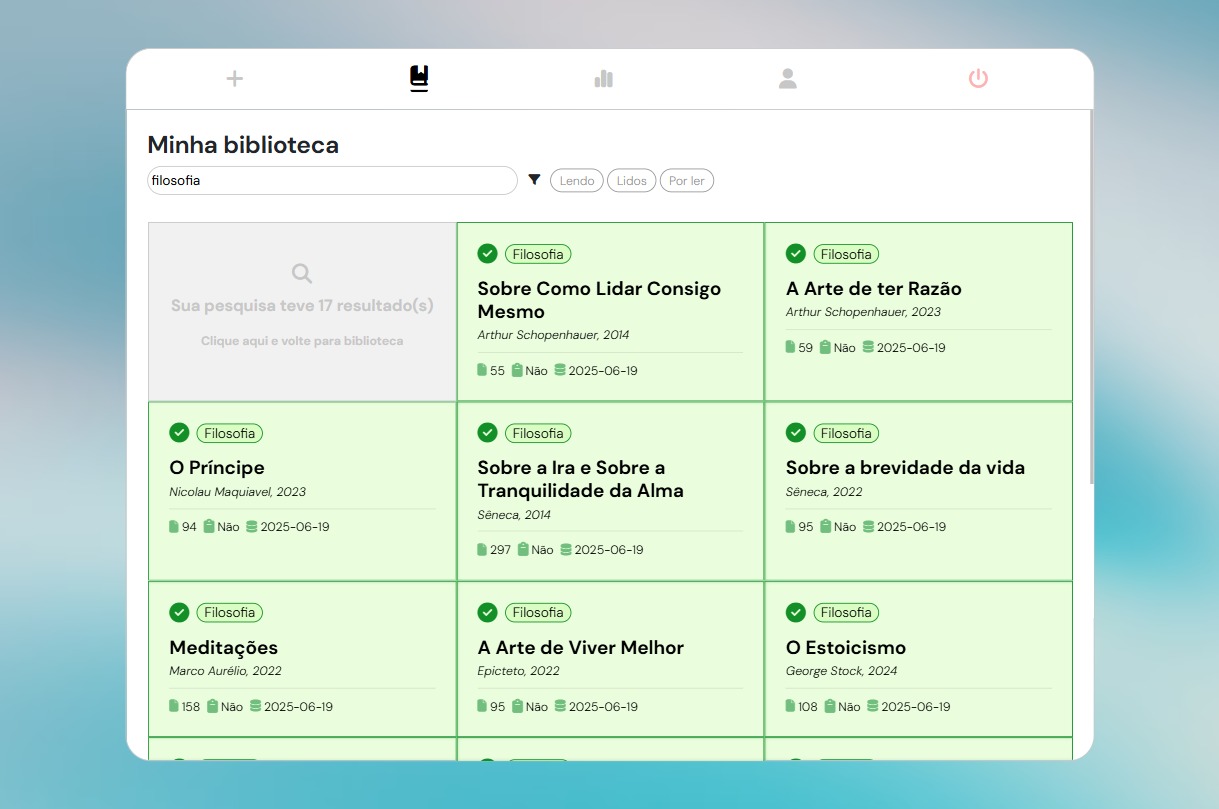 Minha biblioteca
filosofia
Lendo
Lidos
Por ler
Sua pesquisa teve 17 resultado(s)
Clique aqui e volte para biblioteca
Filosofia
Sobre Como Lidar Consigo
Mesmo
Arthur Schopenhauer, 2014
55 Não 2025-06-19
Filosofia
A Arte de ter Razão
Arthur Schopenhauer, 2023
59 Não 2025-06-19
Filosofia
O Príncipe
Nicolau Maquiavel, 2023
94 Não 2025-06-19
Filosofia
Sobre a Ira e Sobre a
Tranquilidade da Alma
Sêneca, 2014
297 Não 2025-06-19
Filosofia
Sobre a brevidade da vida
Sêneca, 2022
95 Não 2025-06-19
Filosofia
Meditações
Marco Aurélio, 2022
158 Não 2025-06-19
Filosofia
A Arte de Viver Melhor
Epicteto, 2022
95 Não 2025-06-19
Filosofia
O Estoicismo
George Stock, 2024
108 Não 2025-06-19